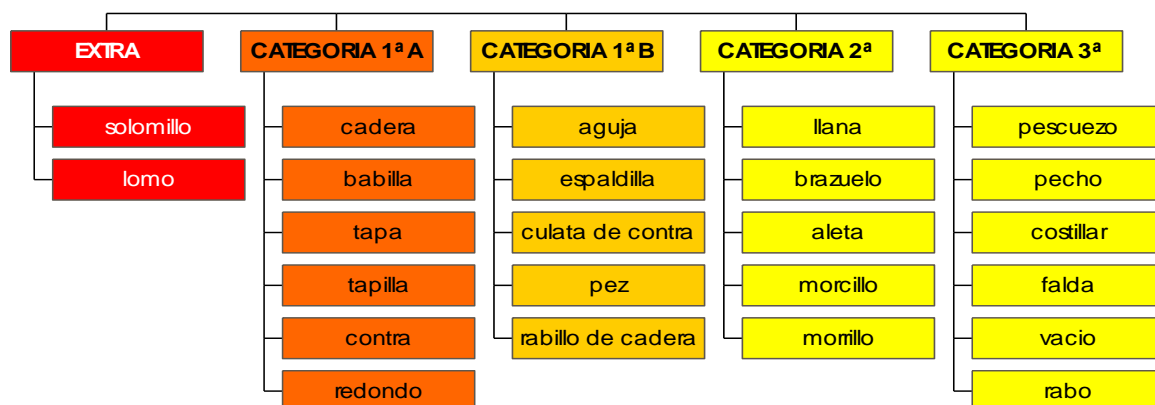 EXTRA
solomillo
lomo
CATEGORIA 1ª A
cadera
babilla
tapa
tapilla
contra
redondo
CATEGORIA 1ª B
aguja
espaldilla
culata de contra
pez
rabillo de cadera
CATEGORIA 2ª
llana
brazuelo
aleta
morcillo
morrillo
CATEGORIA 3ª
pescuezo
pecho
costillar
falda
vacio
rabo